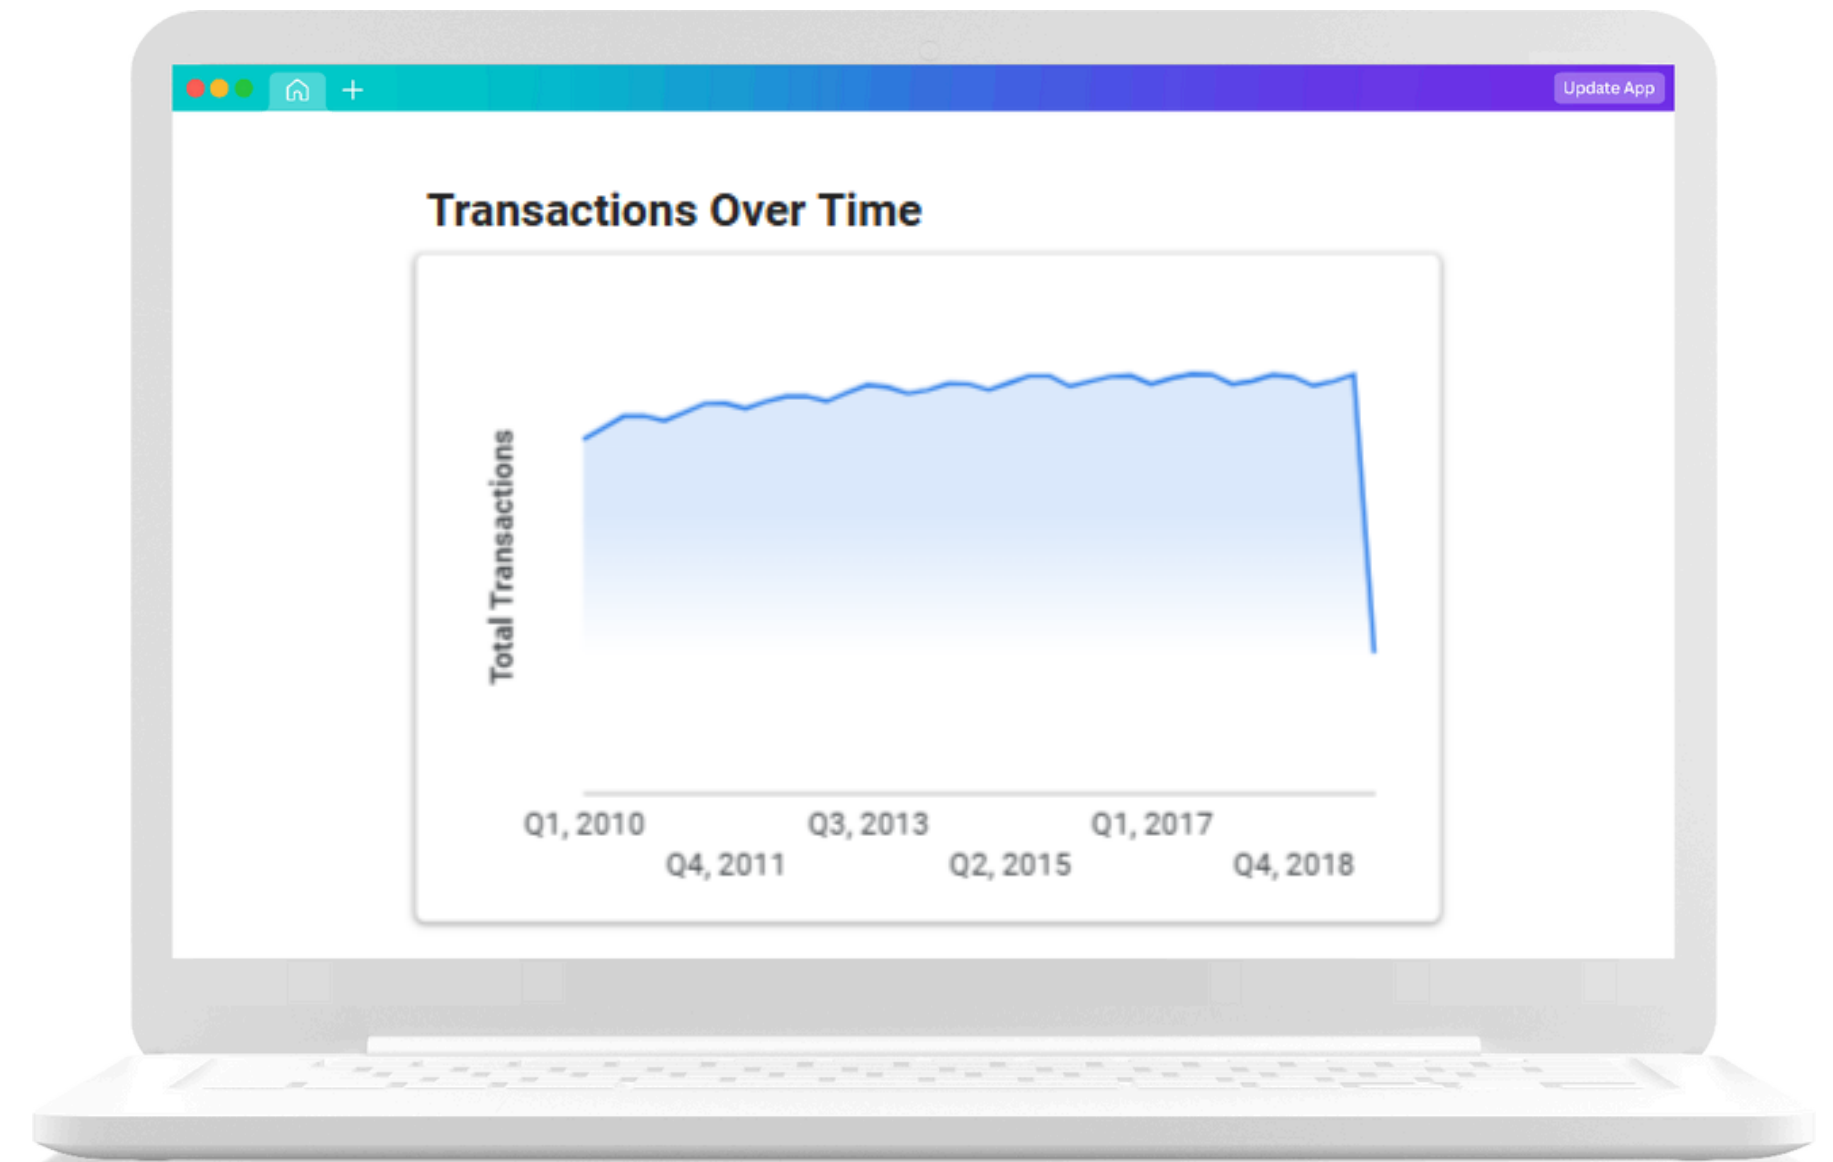 Update App
Transactions Over Time
Total Transactions
Q1, 2010
Q3, 2013
Q1, 2017
Q4, 2011
Q2, 2015
Q4, 2018